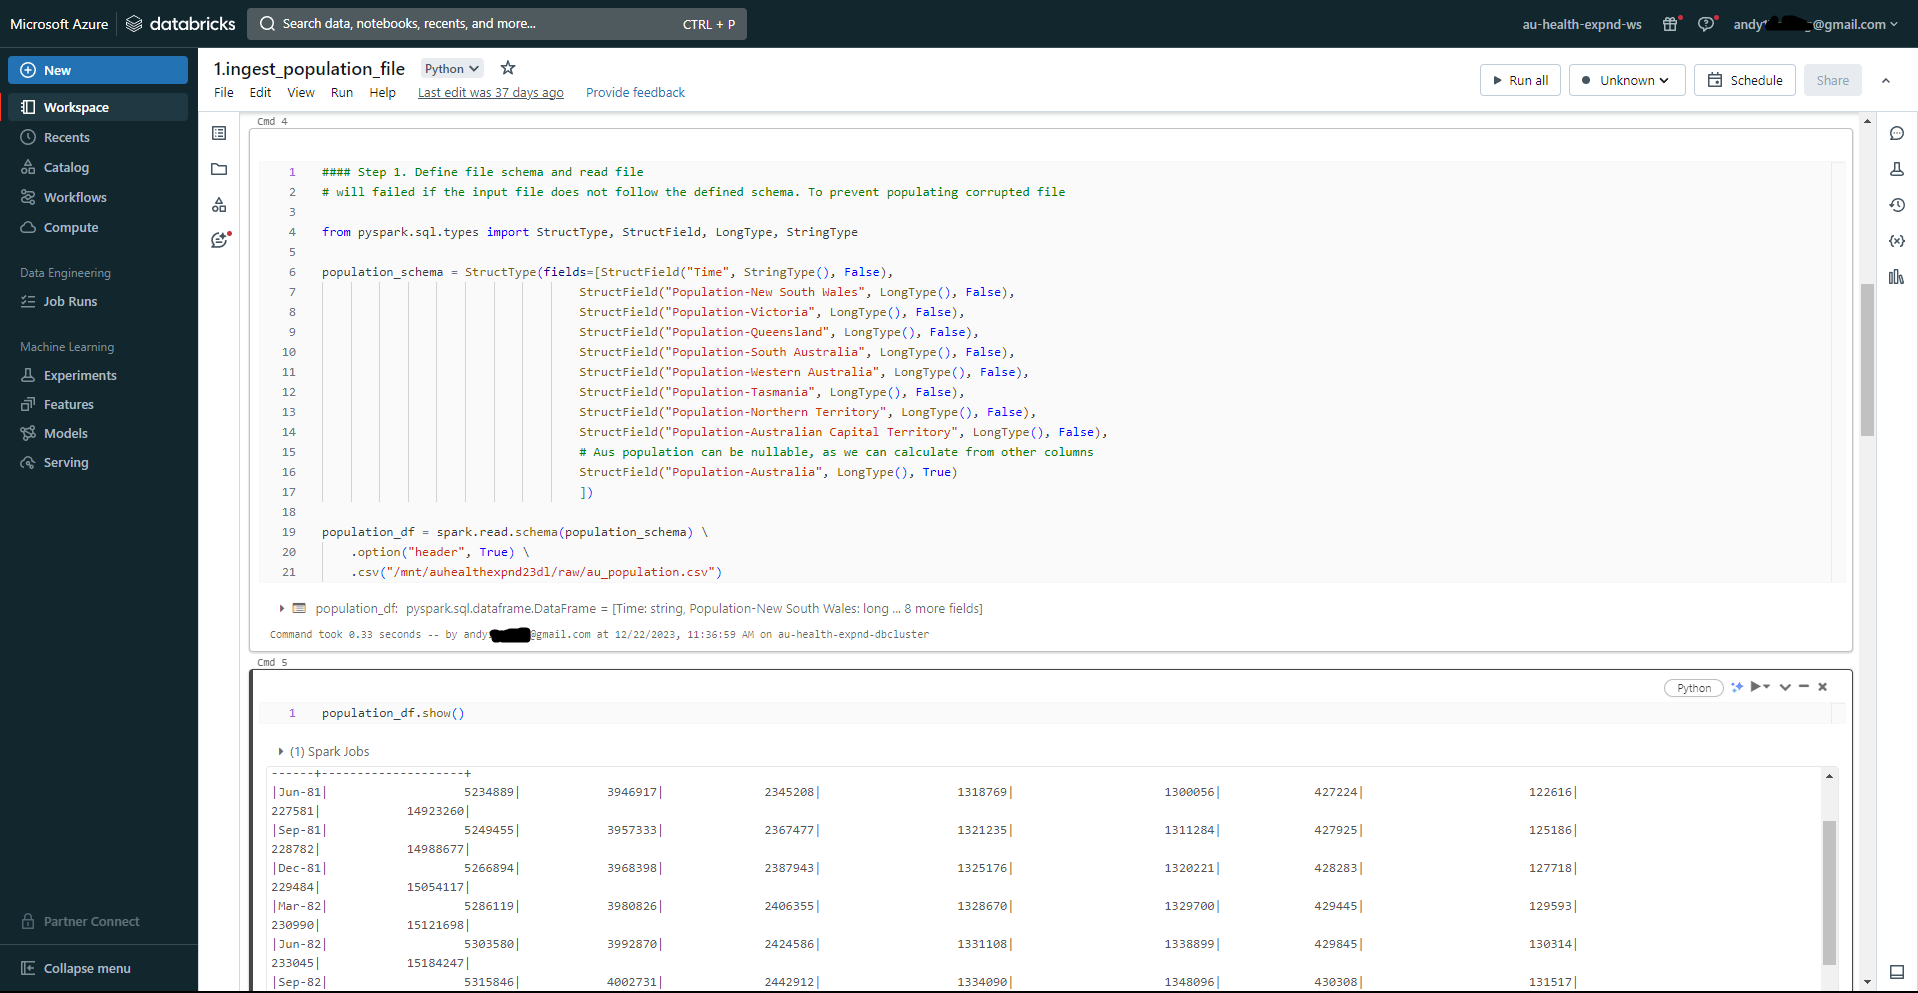 Microsoft Azure databricks Search data, notebooks, recents, and more... CTRL + P au-health-expnd-ws andy @gmail.com
New
Workspace
Recents
Catalog
Workflows
Compute
Data Engineering
Job Runs
Machine Learning
Experiments
Features
Models
Serving
Partner Connect
Collapse menu
1.ingest_population_file Python
File Edit View Run Help Last edit was 37 days ago Provide feedback
Run all Unknown Schedule Share
Cmd 4
1 #### Step 1. Define file schema and read file
2 # will failed if the input file does not follow the defined schema. To prevent populating corrupted file
3
4 from pyspark.sql.types import StructType, StructField, LongType, StringType
5
6 population_schema = StructType(fields=[StructField("Time", StringType(), False),
7 StructField("Population-New South Wales", LongType(), False),
8 StructField("Population-Victoria", LongType(), False),
9 StructField("Population-Queensland", LongType(), False),
10 StructField("Population-South Australia", LongType(), False),
11 StructField("Population-Western Australia", LongType(), False),
12 StructField("Population-Tasmania", LongType(), False),
13 StructField("Population-Northern Territory", LongType(), False),
14 StructField("Population-Australian Capital Territory", LongType(), False),
15 # Aus population can be nullable, as we can calculate from other columns
16 StructField("Population-Australia", LongType(), True)
17 ])
18
19 population_df = spark.read.schema(population_schema) \
20 .option("header", True) \
21 .csv("/mnt/auhealthexpnd23dl/raw/au_population.csv")
population_df: pyspark.sql.dataframe.DataFrame = [Time: string, Population-New South Wales: long ... 8 more fields]
Command took 0.33 seconds -- by andy @gmail.com at 12/22/2023, 11:36:59 AM on au-health-expnd-dbcluster
Cmd 5
Python
1 population_df.show()
(1) Spark Jobs
------+--------------------+
|Jun-81| 5234889| 3946917| 2345208| 1318769| 1300056| 427224| 122616|
227581| 14923260|
|Sep-81| 5249455| 3957333| 2367477| 1321235| 1311284| 427925| 125186|
228782| 14988677|
|Dec-81| 5266894| 3968398| 2387943| 1325176| 1320221| 428283| 127718|
229484| 15054117|
|Mar-82| 5286119| 3980826| 2406355| 1328670| 1329700| 429445| 129593|
230990| 15121698|
|Jun-82| 5303580| 3992870| 2424586| 1331108| 1338899| 429845| 130314|
233045| 15184247|
|Sep-82| 5315846| 4002731| 2442912| 1334090| 1348096| 430308| 131517|